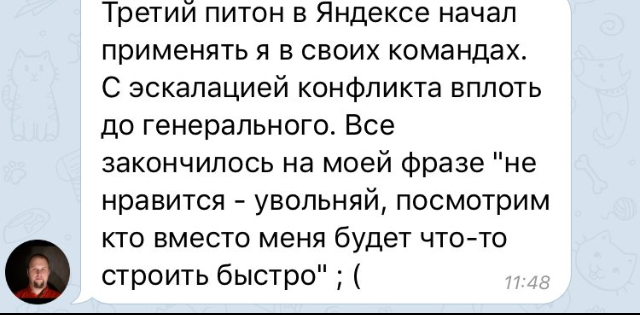 Третий питон в Яндексе начал
применять я в своих командах.
С эскалацией конфликта вплоть
до генерального. Все
закончилось на моей фразе "не
нравится - увольняй, посмотрим
кто вместо меня будет что-то
строить быстро" ; (
11:48